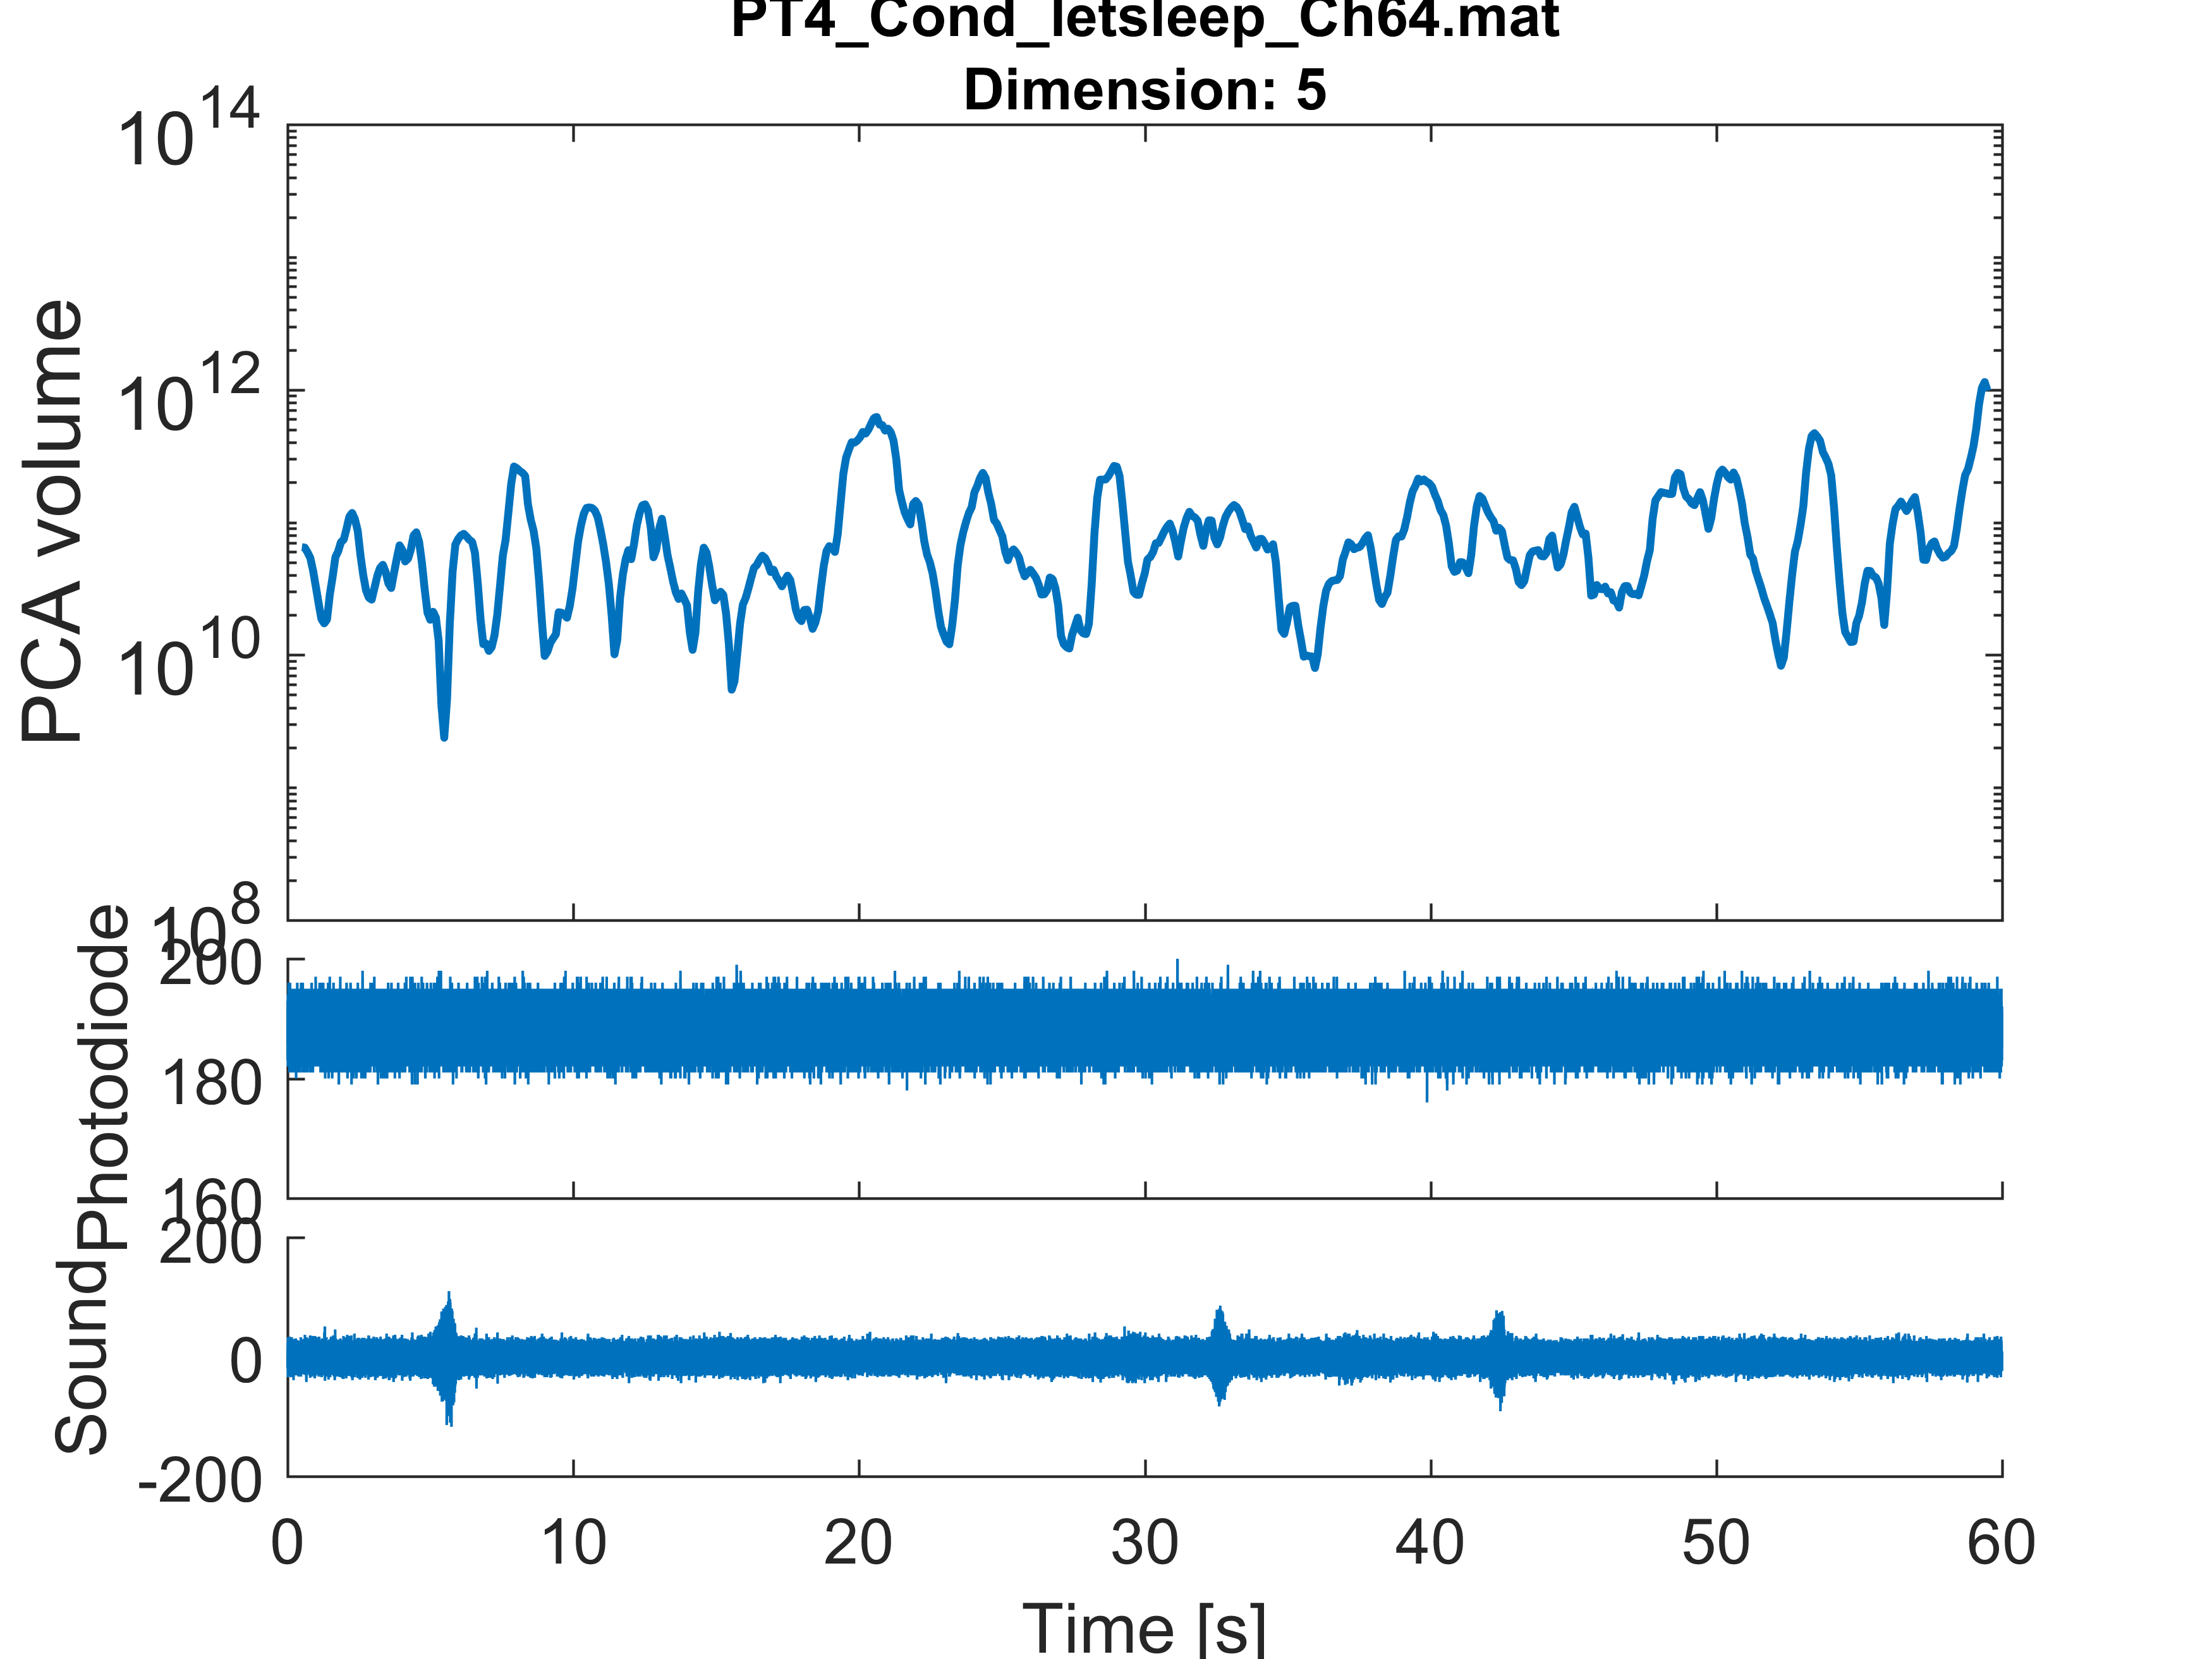 PT4_Cond_letsleep_Ch64.mat
Dimension: 5
PCA volume
10^14
10^12
10^10
10^8
Photodiode
200
180
160
Sound
200
0
-200
0 10 20 30 40 50 60
Time [s]